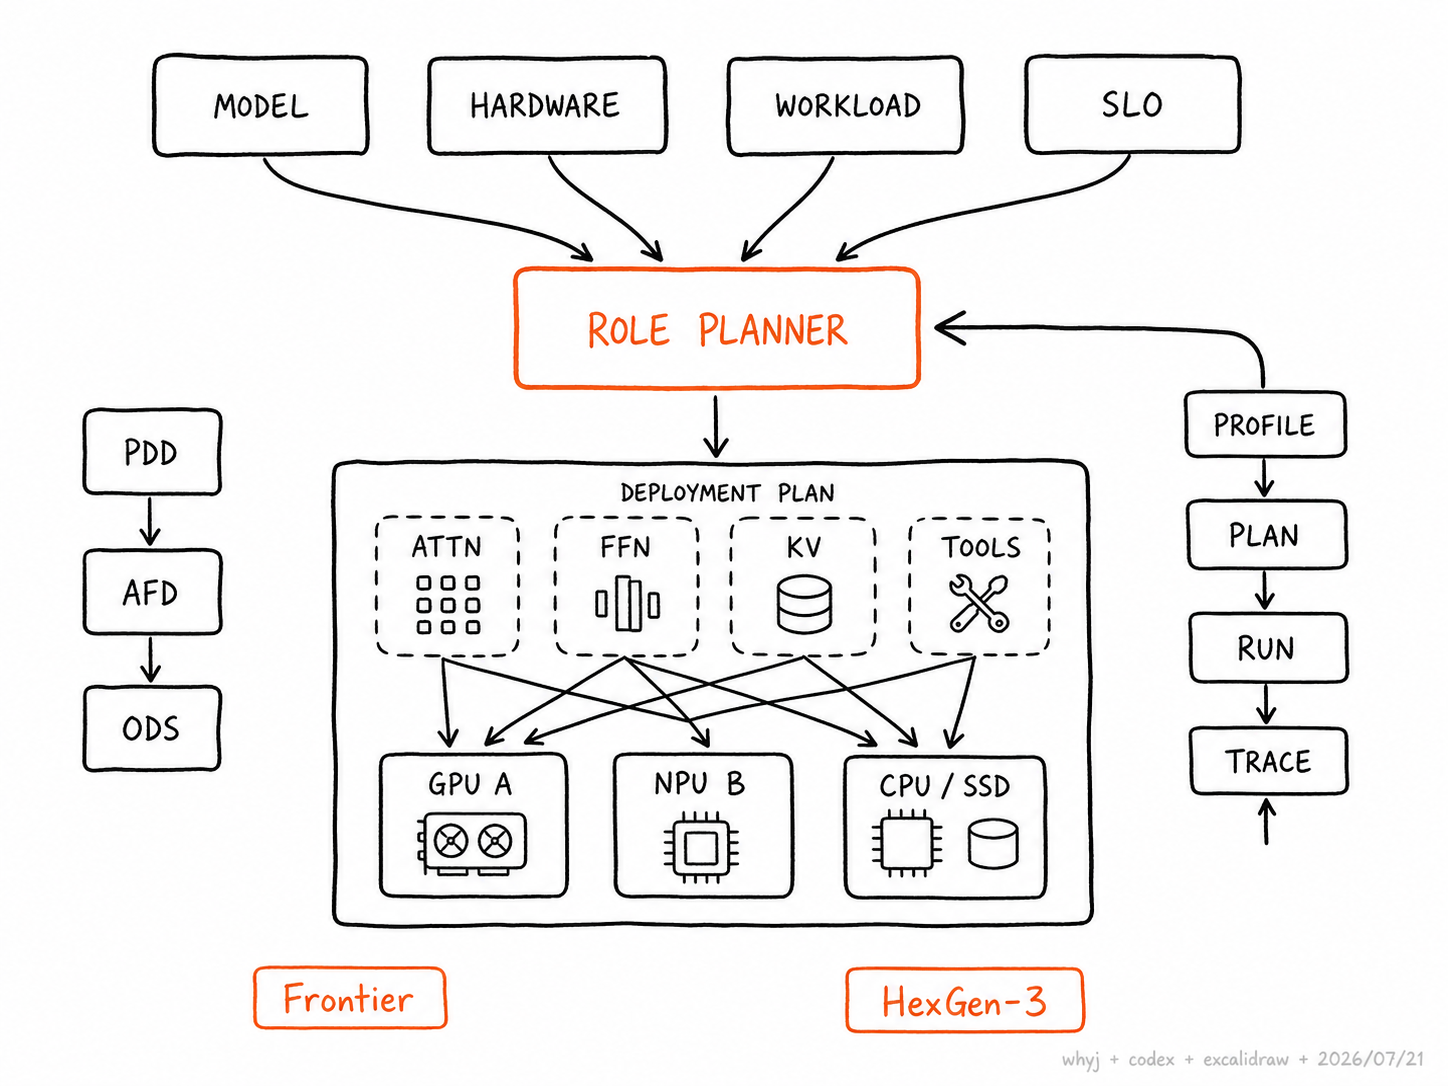 MODEL
HARDWARE
WORKLOAD
SLO
ROLE PLANNER
PDD
AFD
ODS
DEPLOYMENT PLAN
ATTN
FFN
KV
TOOLS
GPU A
NPU B
CPU / SSD
PROFILE
PLAN
RUN
TRACE
Frontier
HexGen-3
whyj + codex + excalidraw + 2026/07/21